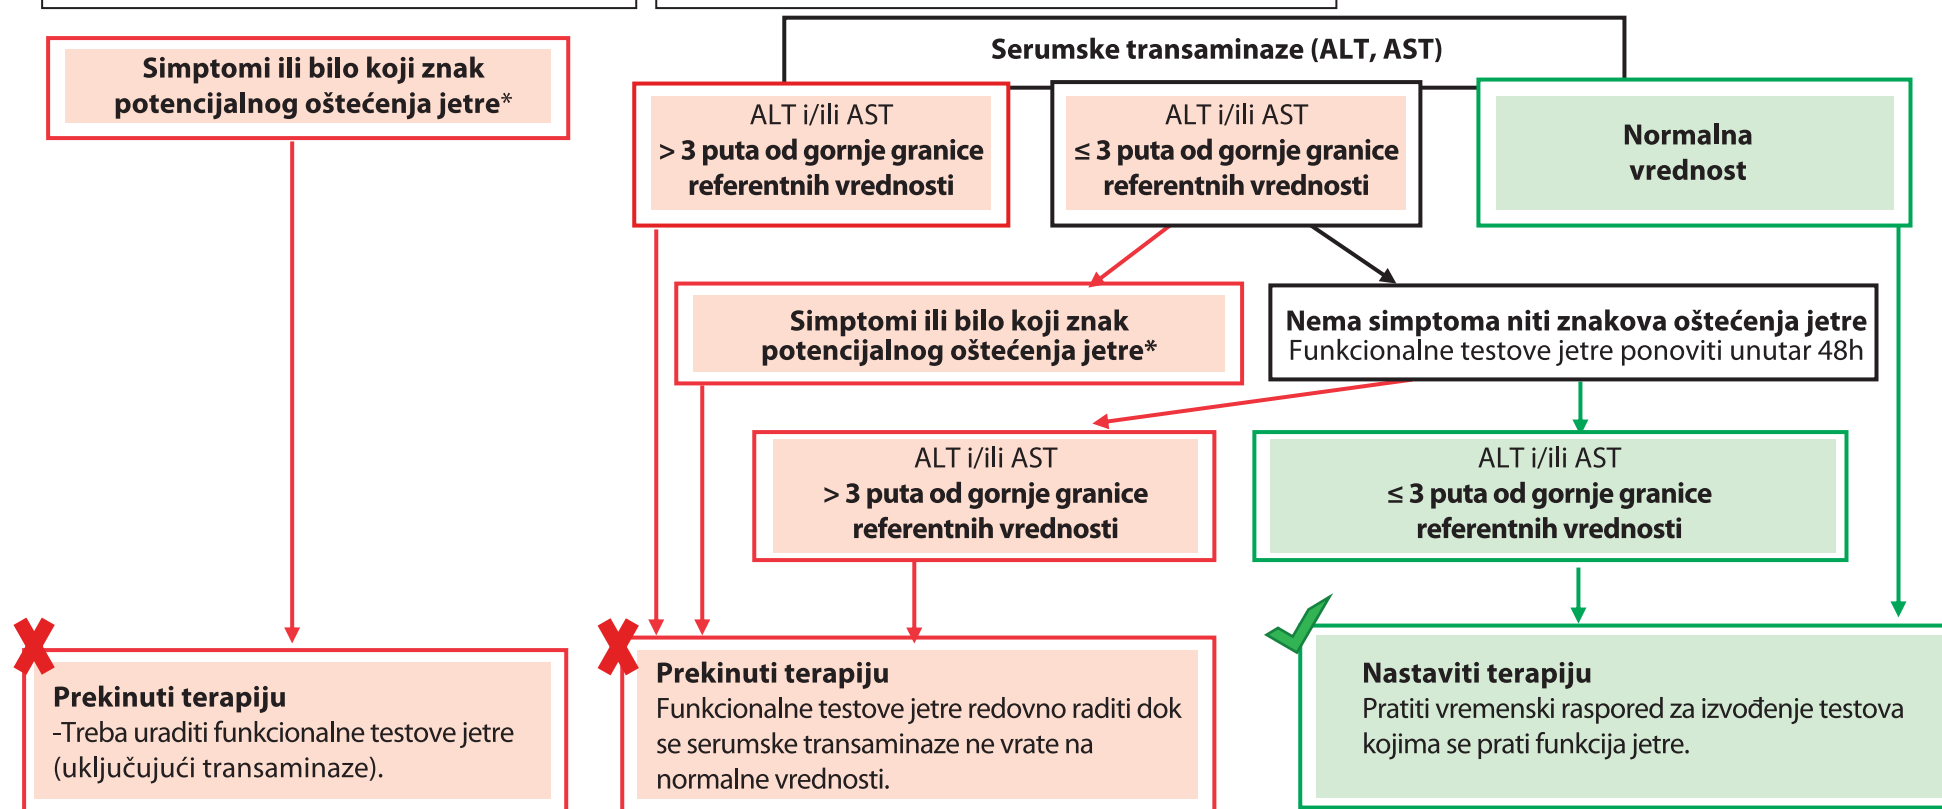 Simptomi ili bilo koji znak
potencijalnog oštećenja jetre*
Serumske transaminaze (ALT, AST)
ALT i/ili AST
> 3 puta od gornje granice
referentnih vrednosti
ALT i/ili AST
≤ 3 puta od gornje granice
referentnih vrednosti
Normalna
vrednost
Simptomi ili bilo koji znak
potencijalnog oštećenja jetre*
Nema simptoma niti znakova oštećenja jetre
Funkcionalne testove jetre ponoviti unutar 48h
ALT i/ili AST
> 3 puta od gornje granice
referentnih vrednosti
ALT i/ili AST
≤ 3 puta od gornje granice
referentnih vrednosti
Prekinuti terapiju
-Treba uraditi funkcionalne testove jetre
(uključujući transaminaze).
Prekinuti terapiju
Funkcionalne testove jetre redovno raditi dok
se serumske transaminaze ne vrate na
normalne vrednosti.
Nastaviti terapiju
Pratiti vremenski raspored za izvođenje testova
kojima se prati funkcija jetre.